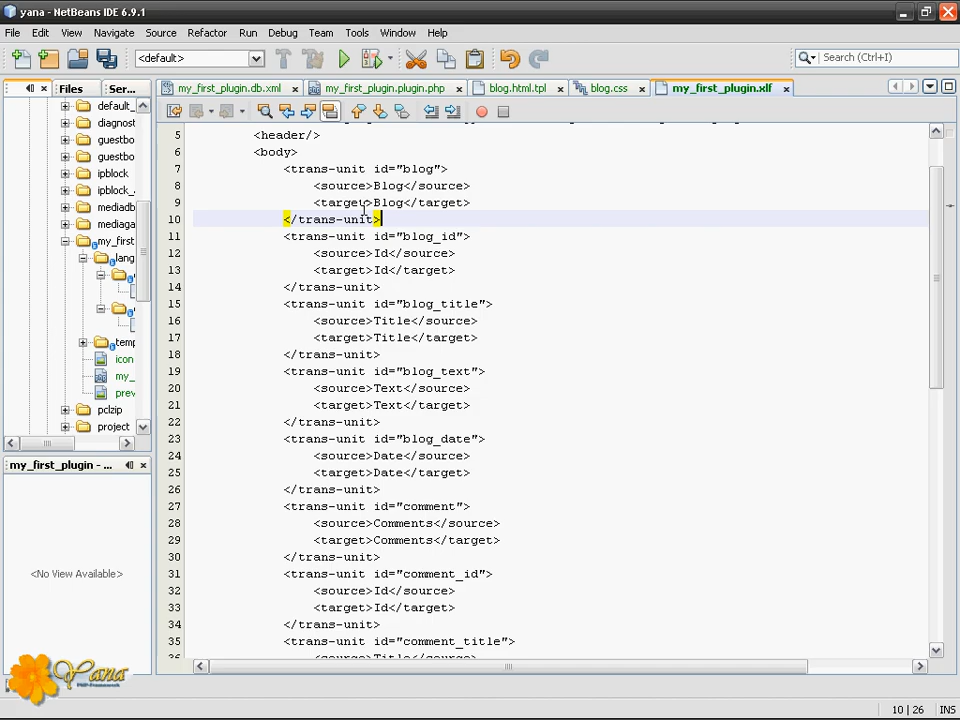 yana - NetBeans IDE 6.9.1
File Edit View Navigate Source Refactor Run Debug Team Tools Window Help
<default>
Search (Ctrl+I)
Files Ser...
my_first_plugin.db.xml my_first_plugin.plugin.php blog.html.tpl blog.css my_first_plugin.xlf
default_
diagnost
guestbo
guestbo
ipblock
ipblock_
mediadb
mediaga
my_first
lang
temp
icon
my_
prev
pclzip
project
my_first_plugin - ...
<No View Available>
5 <header/>
6 <body>
7 <trans-unit id="blog">
8 <source>Blog</source>
9 <target>Blog</target>
10 </trans-unit>
11 <trans-unit id="blog_id">
12 <source>Id</source>
13 <target>Id</target>
14 </trans-unit>
15 <trans-unit id="blog_title">
16 <source>Title</source>
17 <target>Title</target>
18 </trans-unit>
19 <trans-unit id="blog_text">
20 <source>Text</source>
21 <target>Text</target>
22 </trans-unit>
23 <trans-unit id="blog_date">
24 <source>Date</source>
25 <target>Date</target>
26 </trans-unit>
27 <trans-unit id="comment">
28 <source>Comments</source>
29 <target>Comments</target>
30 </trans-unit>
31 <trans-unit id="comment_id">
32 <source>Id</source>
33 <target>Id</target>
34 </trans-unit>
35 <trans-unit id="comment_title">
36 <source>Title</source>
Yana
PHP-Framework
10 | 26 INS